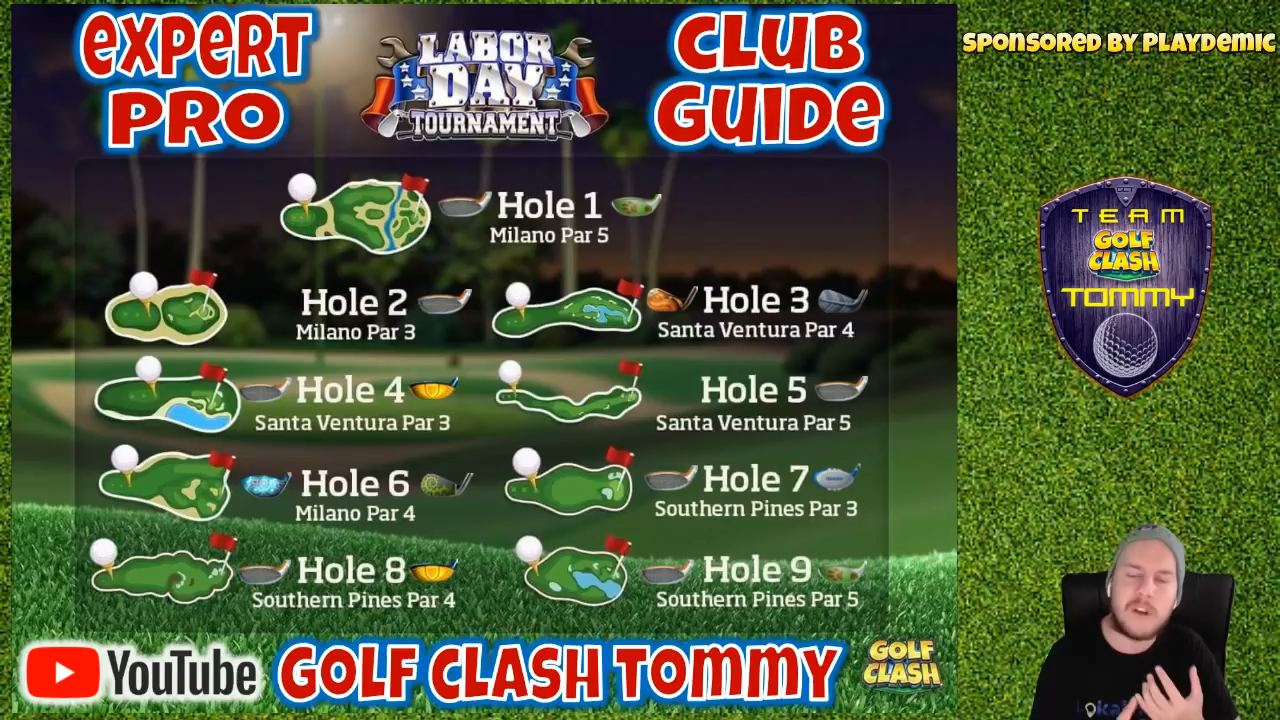 EXPERT
PRO
LABOR
DAY
TOURNAMENT
CLUB
GUIDE
SPONSORED BY PLAYDEMIC
Hole 1
Milano Par 5
Hole 2
Milano Par 3
Hole 3
Santa Ventura Par 4
Hole 4
Santa Ventura Par 3
Hole 5
Santa Ventura Par 5
Hole 6
Milano Par 4
Hole 7
Southern Pines Par 3
Hole 8
Southern Pines Par 4
Hole 9
Southern Pines Par 5
TEAM
GOLF
CLASH
TOMMY
YouTube
GOLF CLASH TOMMY
GOLF
CLASH